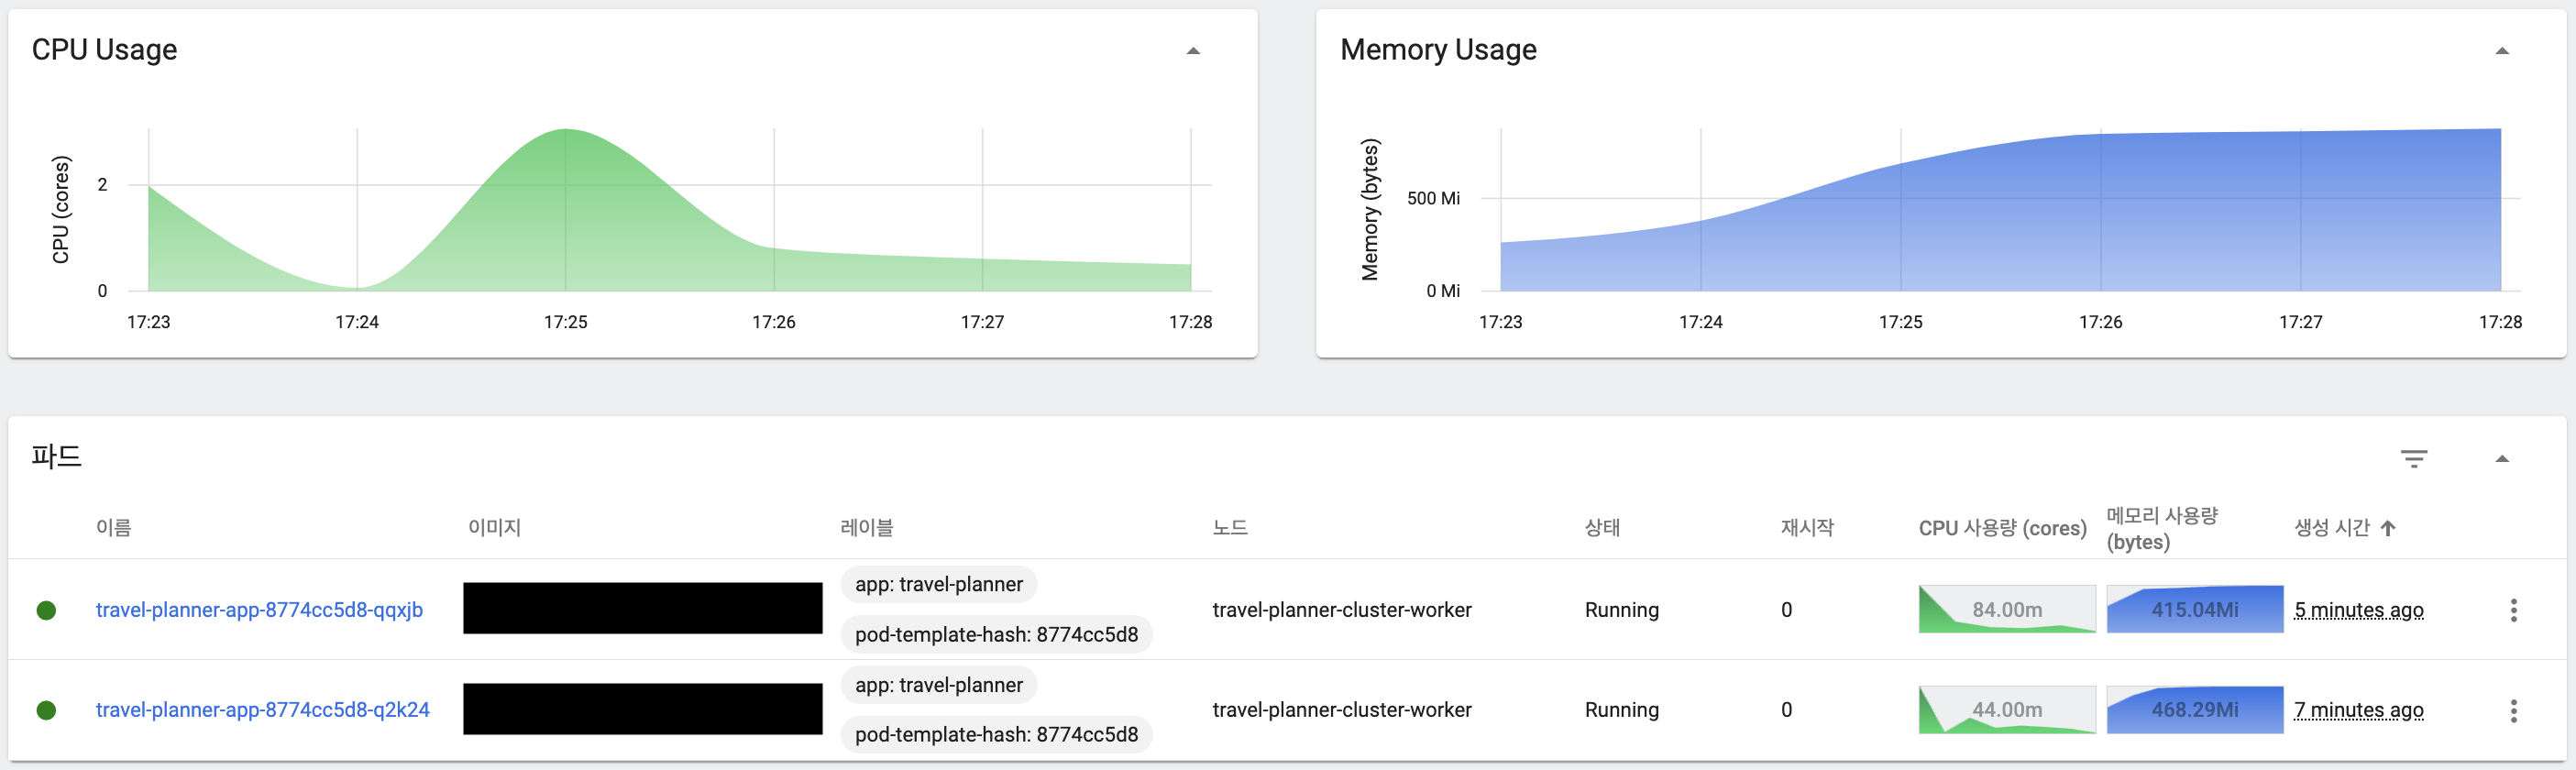 CPU Usage
CPU (cores)
2
0
17:23
17:24
17:25
17:26
17:27
17:28
Memory Usage
Memory (bytes)
500 Mi
0 Mi
17:23
17:24
17:25
17:26
17:27
17:28
파드
이름
이미지
레이블
노드
상태
재시작
CPU 사용량 (cores)
메모리 사용량
(bytes)
생성 시간
travel-planner-app-8774cc5d8-qqxjb
app: travel-planner
pod-template-hash: 8774cc5d8
travel-planner-cluster-worker
Running
0
84.00m
415.04Mi
5 minutes ago
travel-planner-app-8774cc5d8-q2k24
app: travel-planner
pod-template-hash: 8774cc5d8
travel-planner-cluster-worker
Running
0
44.00m
468.29Mi
7 minutes ago